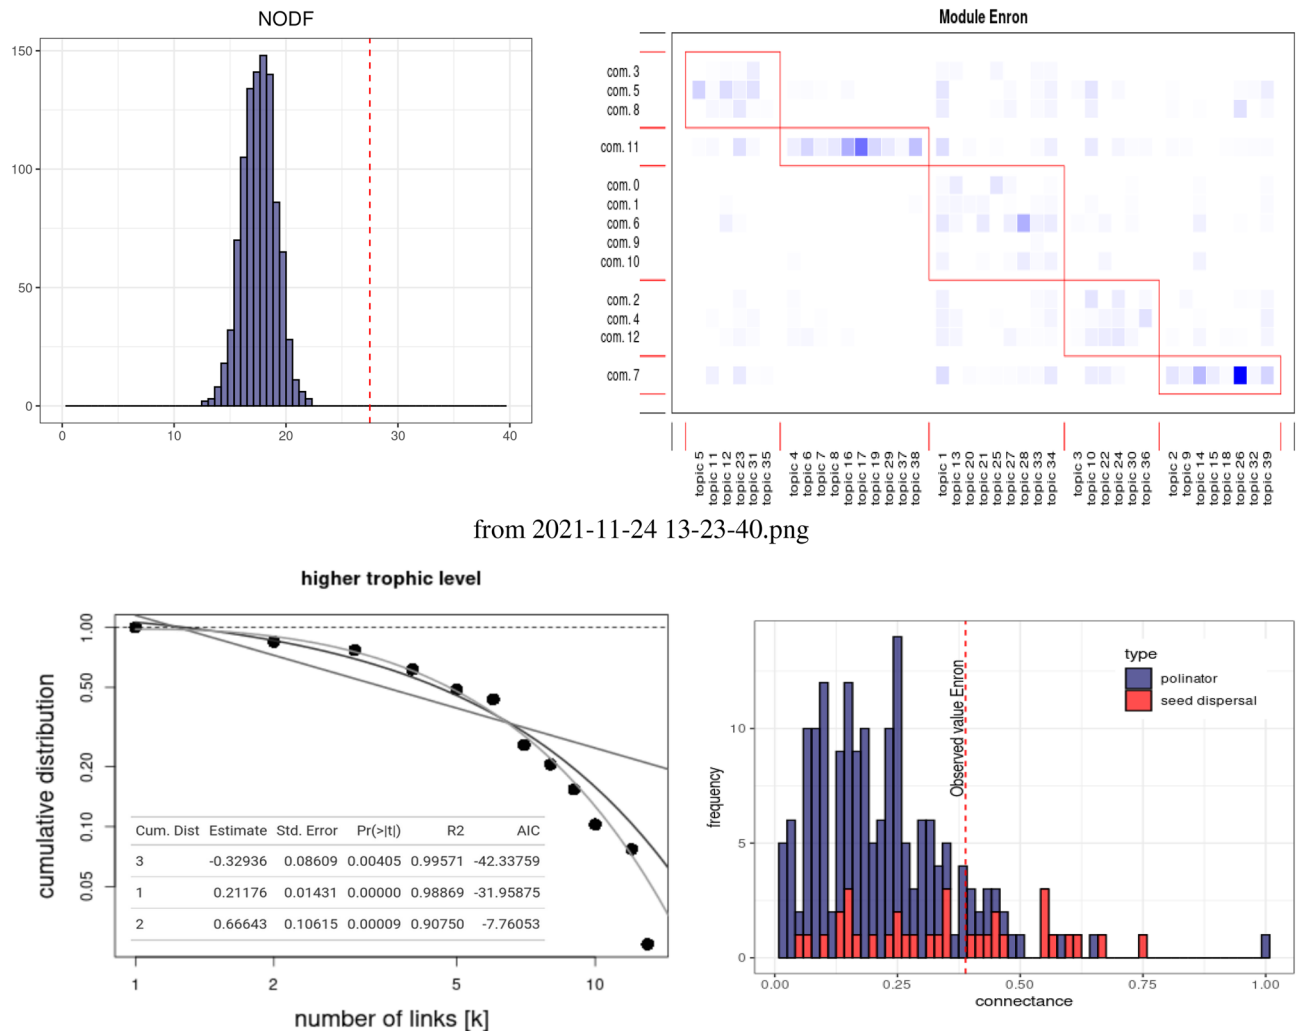 NODF
150
100
50
0
0 10 20 30 40
Module Enron
com. 3
com. 5
com. 8
com. 11
com. 0
com. 1
com. 6
com. 9
com. 10
com. 2
com. 4
com. 12
com. 7
topic 5
topic 11
topic 12
topic 23
topic 31
topic 35
topic 4
topic 6
topic 7
topic 8
topic 16
topic 17
topic 19
topic 29
topic 37
topic 38
topic 1
topic 13
topic 20
topic 21
topic 25
topic 27
topic 28
topic 33
topic 34
topic 3
topic 10
topic 22
topic 24
topic 30
topic 36
topic 2
topic 9
topic 14
topic 15
topic 18
topic 26
topic 32
topic 39
from 2021-11-24 13-23-40.png
higher trophic level
cumulative distribution
1.00
0.50
0.20
0.10
0.05
Cum. Dist Estimate Std. Error Pr(>|t|) R2 AIC
3 -0.32936 0.08609 0.00405 0.99571 -42.33759
1 0.21176 0.01431 0.00000 0.98869 -31.95875
2 0.66643 0.10615 0.00009 0.90750 -7.76053
1 2 5 10
number of links [k]
frequency
10
5
0
Observed value Enron
type
polinator
seed dispersal
0.00 0.25 0.50 0.75 1.00
connectance